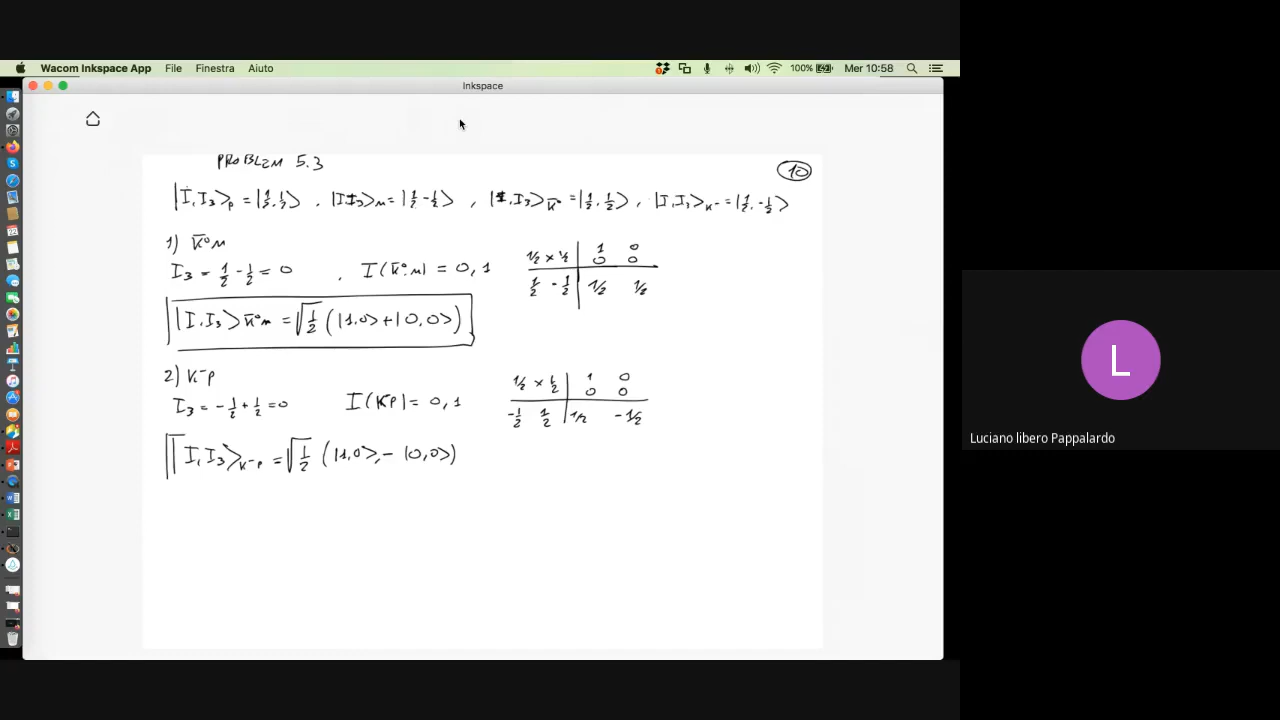 Wacom Inkspace App File Finestra Aiuto 100% Mer 10:58
Inkspace
PROBLEM 5.3
10
|I,I3>p = |1/2,1/2>, |I,I3>n = |1/2 -1/2>, |I,I3>K̄⁰ = |1/2,1/2>, |I,I3>K- = |1/2,-1/2>
1) K̄⁰n
I3 = 1/2 - 1/2 = 0 , I(K̄⁰n) = 0,1
1/2 x 1/2 | 1 0
0 0
1/2 -1/2 | 1/2 1/2
|I,I3>K̄⁰n = √1/2 (|1,0> + |0,0>)
2) K-p
I3 = -1/2 + 1/2 = 0 I(Kp) = 0,1
1/2 x 1/2 | 1 0
0 0
-1/2 1/2 | 1/2 -1/2
|I,I3>K-p = √1/2 (|1,0> - |0,0>)
L
Luciano libero Pappalardo